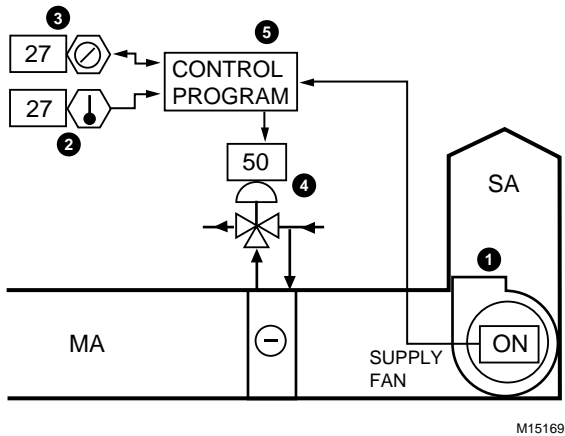 3
5
27
CONTROL
PROGRAM
27
2
50
4
SA
1
MA
ON
SUPPLY
FAN
M15169